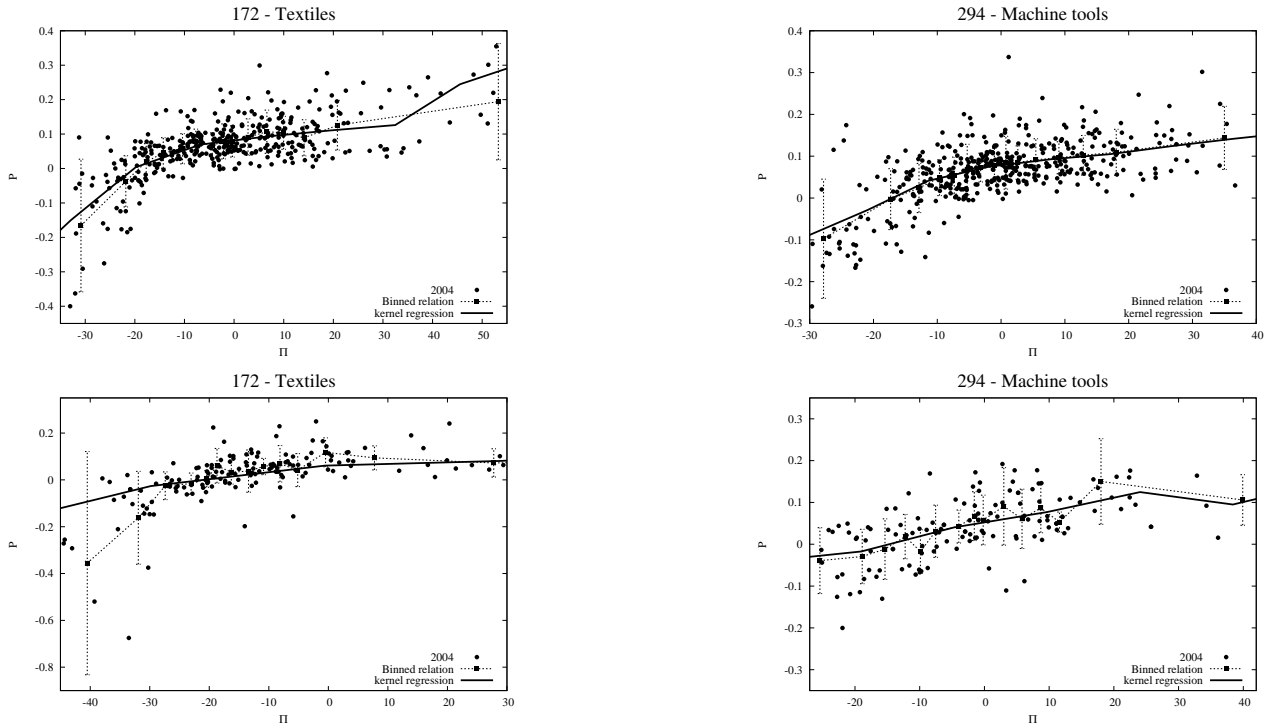 172 - Textiles
0.4
0.3
0.2
0.1
0
-0.1
-0.2
-0.3
-0.4
P
-30 -20 -10 0 10 20 30 40 50
Π
2004
Binned relation
kernel regression
294 - Machine tools
0.4
0.3
0.2
0.1
0
-0.1
-0.2
-0.3
P
-30 -20 -10 0 10 20 30 40
Π
2004
Binned relation
kernel regression
172 - Textiles
0.2
0
-0.2
-0.4
-0.6
-0.8
P
-40 -30 -20 -10 0 10 20 30
Π
2004
Binned relation
kernel regression
294 - Machine tools
0.3
0.2
0.1
0
-0.1
-0.2
-0.3
P
-20 -10 0 10 20 30 40
Π
2004
Binned relation
kernel regression